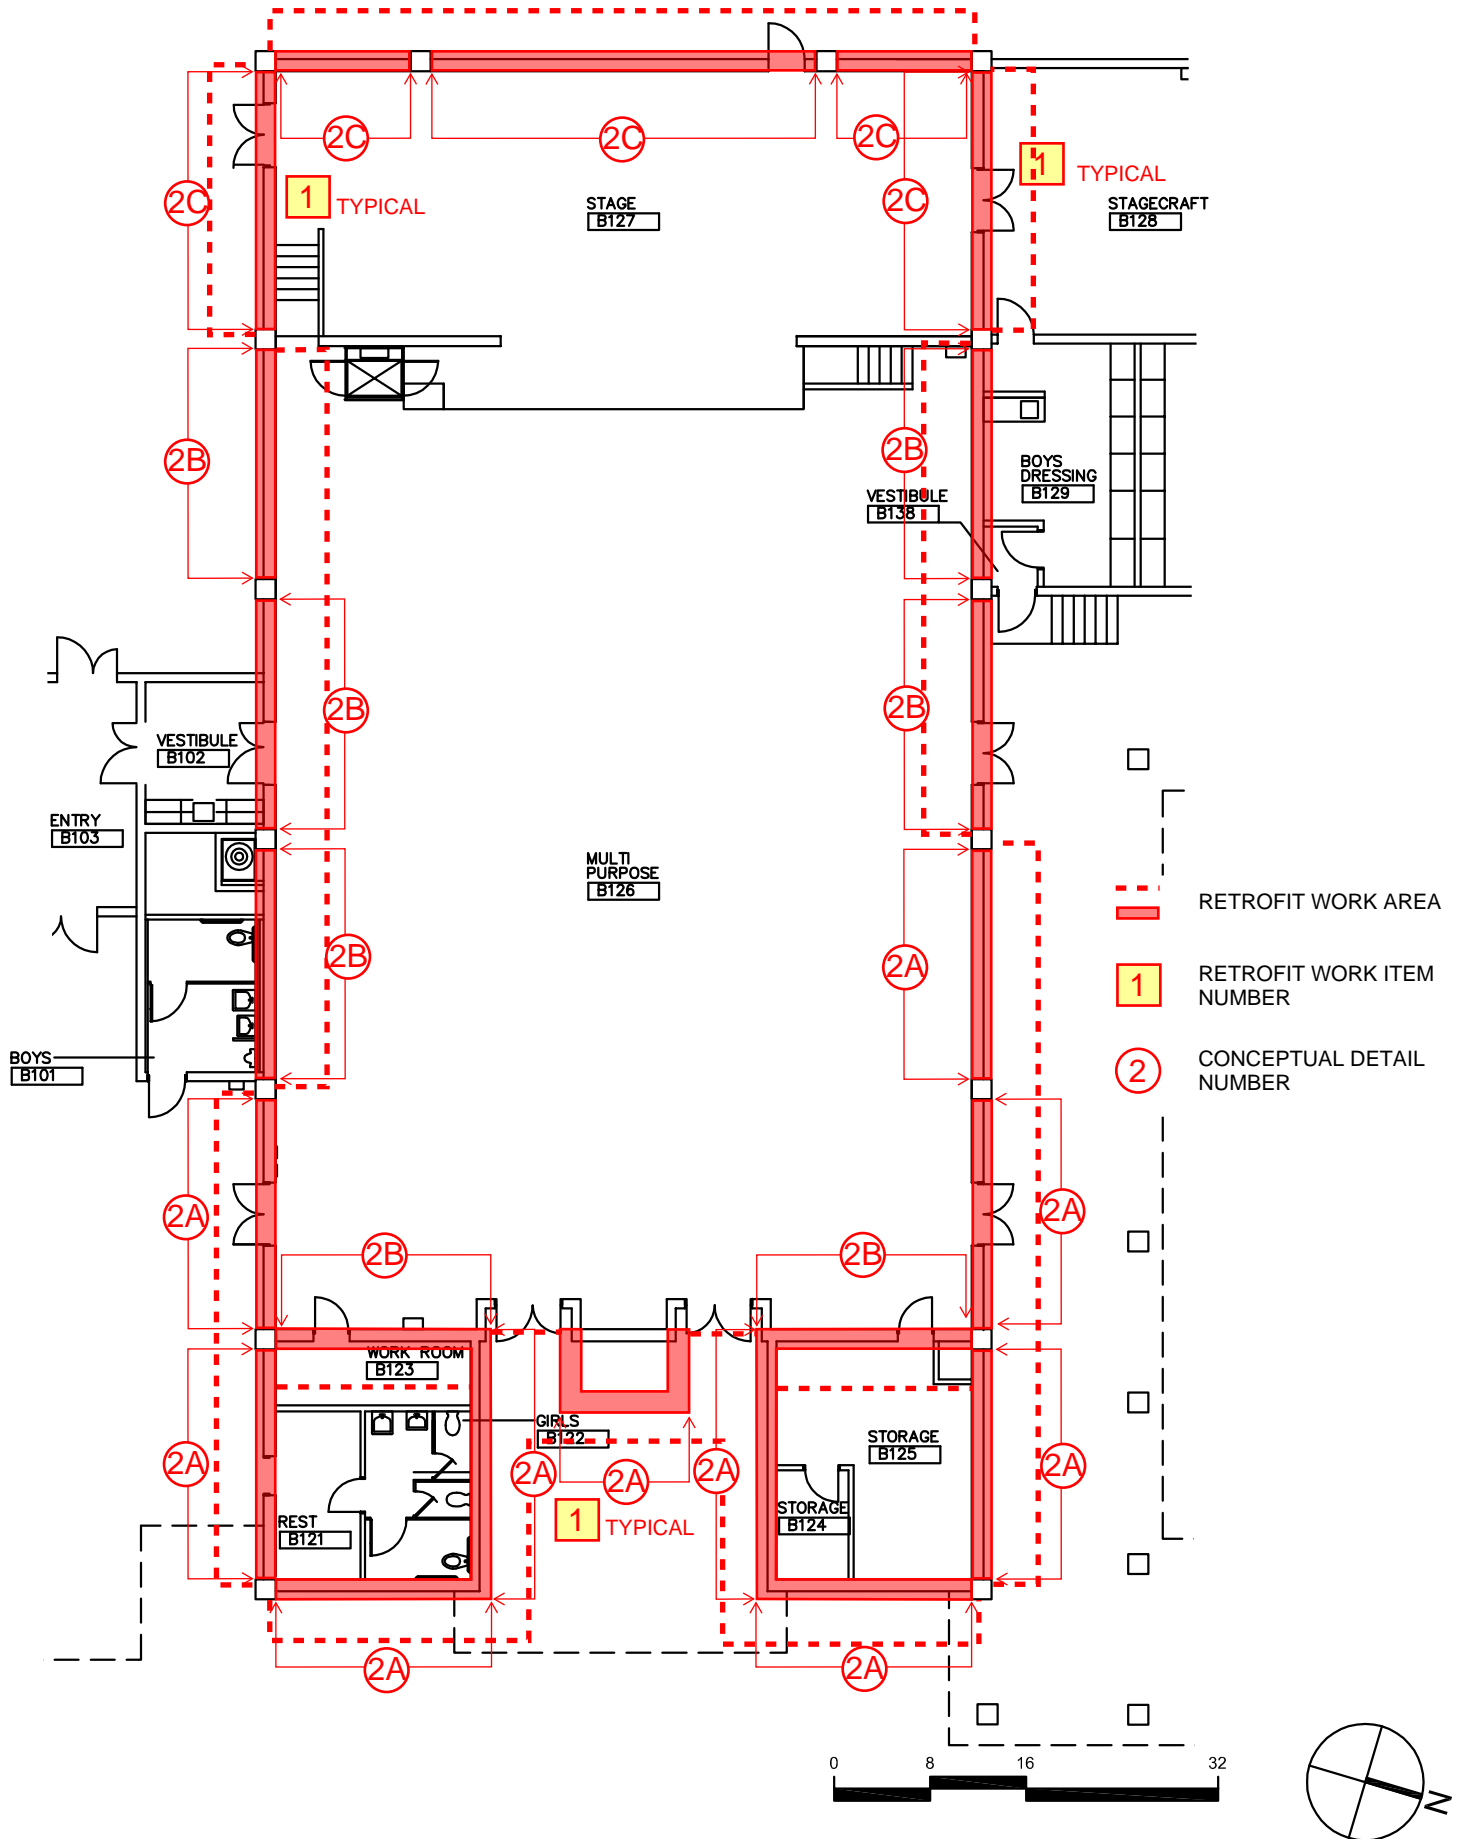 2C
2C
2C
1 TYPICAL
1 TYPICAL
2C
2C
STAGE
B127
STAGECRAFT
B128
2B
2B
BOYS
DRESSING
B129
VESTIBULE
B138
2B
2B
VESTIBULE
B102
ENTRY
B103
MULTI
PURPOSE
B126
RETROFIT WORK AREA
2B
2A
1
RETROFIT WORK ITEM
NUMBER
BOYS
B101
2
CONCEPTUAL DETAIL
NUMBER
2A
2A
2B
2B
WORK ROOM
B123
GIRLS
B122
STORAGE
B125
2A
2A
2A
2A
2A
STORAGE
B124
REST
B121
1 TYPICAL
2A
2A
0 8 16 32
N